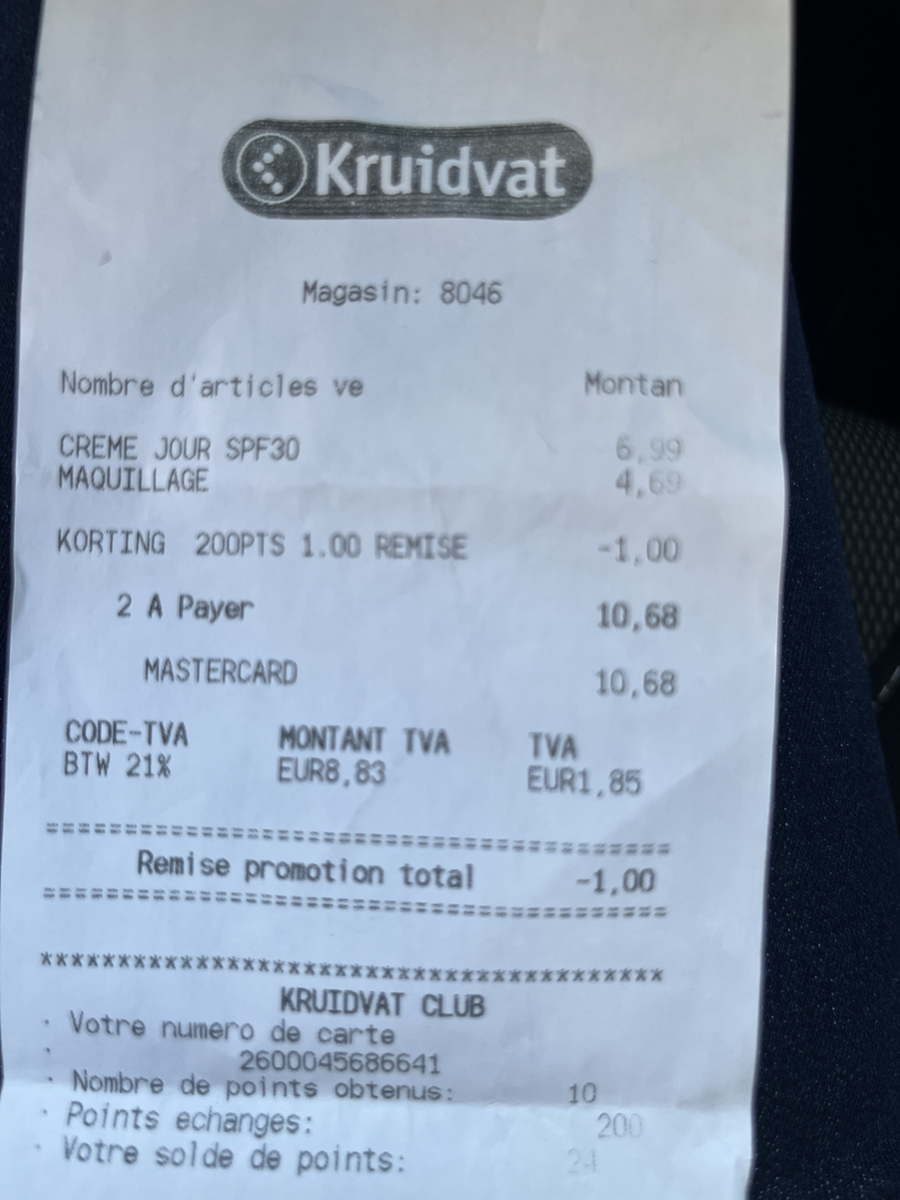 Kruidvat
Magasin: 8046
Nombre d'articles ve Montan
CREME JOUR SPF30 6,99
MAQUILLAGE 4,69
KORTING 200PTS 1.00 REMISE -1,00
2 A Payer 10,68
MASTERCARD 10,68
CODE-TVA MONTANT TVA TVA
BTW 21% EUR8,83 EUR1,85
========================================
Remise promotion total -1,00
========================================
****************************************
KRUIDVAT CLUB
· Votre numero de carte
· 2600045686641
· Nombre de points obtenus: 10
· Points echanges: 200
· Votre solde de points: 24